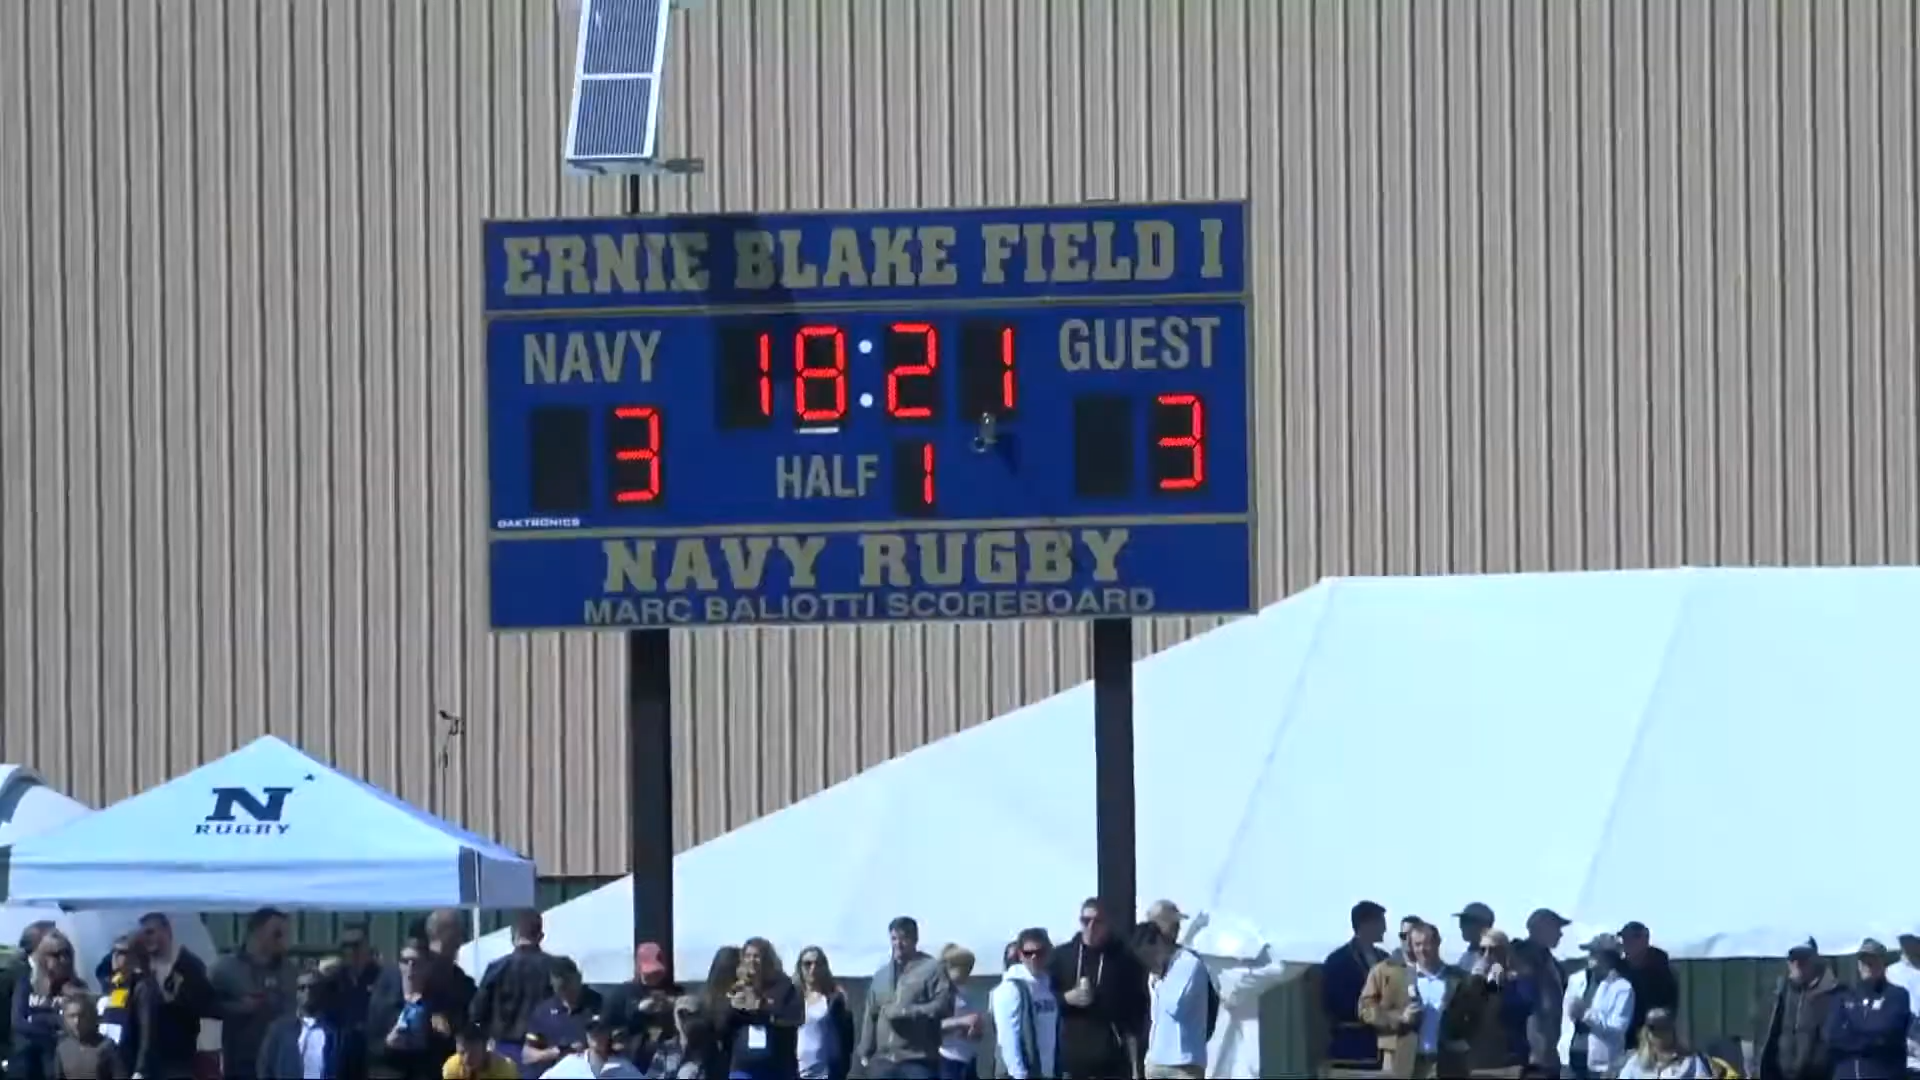 ERNIE BLAKE FIELD I
NAVY 18:21 GUEST
3 HALF 1 3
DAKTRONICS
NAVY RUGBY
MARC BALIOTTI SCOREBOARD
N
RUGBY